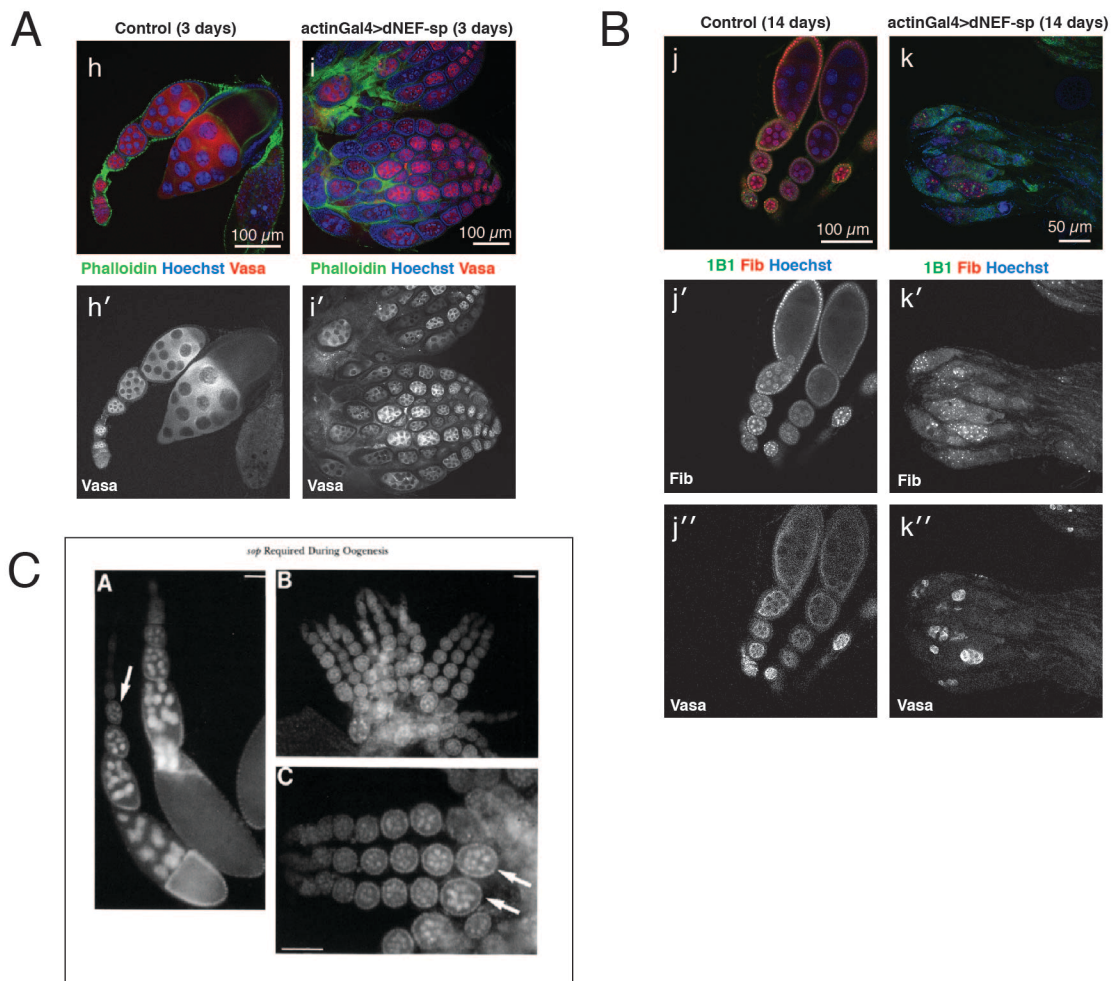 A
Control (3 days)
actinGal4>dNEF-sp (3 days)
h
i
100 µm
100 µm
Phalloidin Hoechst Vasa
Phalloidin Hoechst Vasa
h′
i′
Vasa
Vasa
B
Control (14 days)
actinGal4>dNEF-sp (14 days)
j
k
100 µm
50 µm
1B1 Fib Hoechst
1B1 Fib Hoechst
j′
k′
Fib
Fib
j′′
k′′
Vasa
Vasa
C
sop Required During Oogenesis
A
B
C